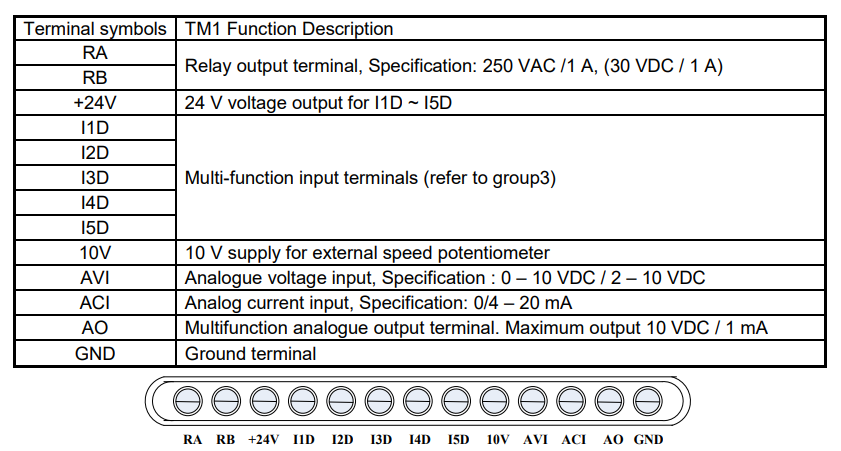 Terminal symbols TM1 Function Description
RA
RB
Relay output terminal, Specification: 250 VAC /1 A, (30 VDC / 1 A)
+24V 24 V voltage output for I1D ~ I5D
I1D
I2D
I3D
I4D
I5D
Multi-function input terminals (refer to group3)
10V 10 V supply for external speed potentiometer
AVI Analogue voltage input, Specification : 0 – 10 VDC / 2 – 10 VDC
ACI Analog current input, Specification: 0/4 – 20 mA
AO Multifunction analogue output terminal. Maximum output 10 VDC / 1 mA
GND Ground terminal
RA RB +24V I1D I2D I3D I4D I5D 10V AVI ACI AO GND